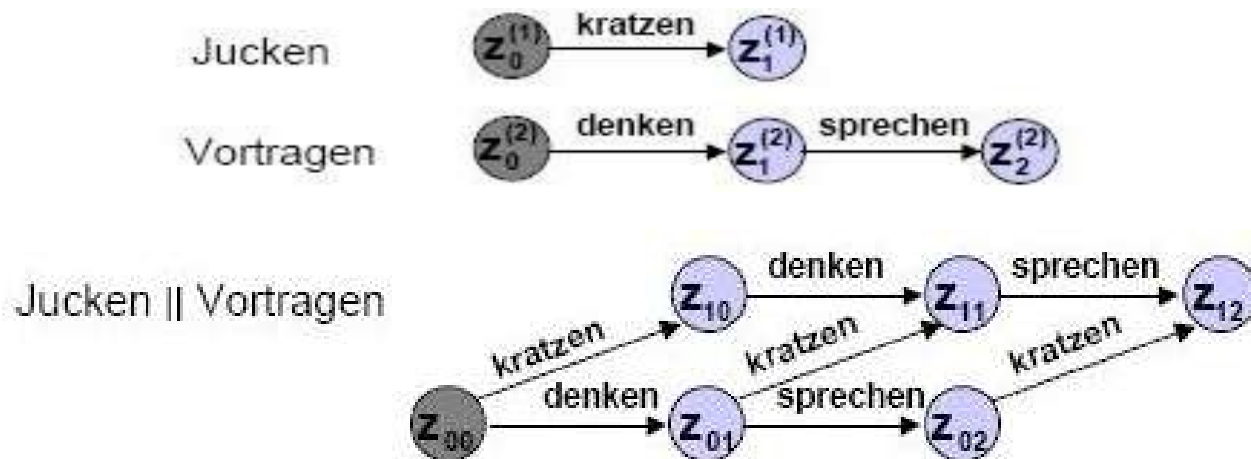 Jucken z₀⁽¹⁾ kratzen z₁⁽¹⁾
Vortragen z₀⁽²⁾ denken z₁⁽²⁾ sprechen z₂⁽²⁾
Jucken || Vortragen
z₁₀ denken z₁₁ sprechen z₁₂
kratzen kratzen kratzen
z₀₀ denken z₀₁ sprechen z₀₂